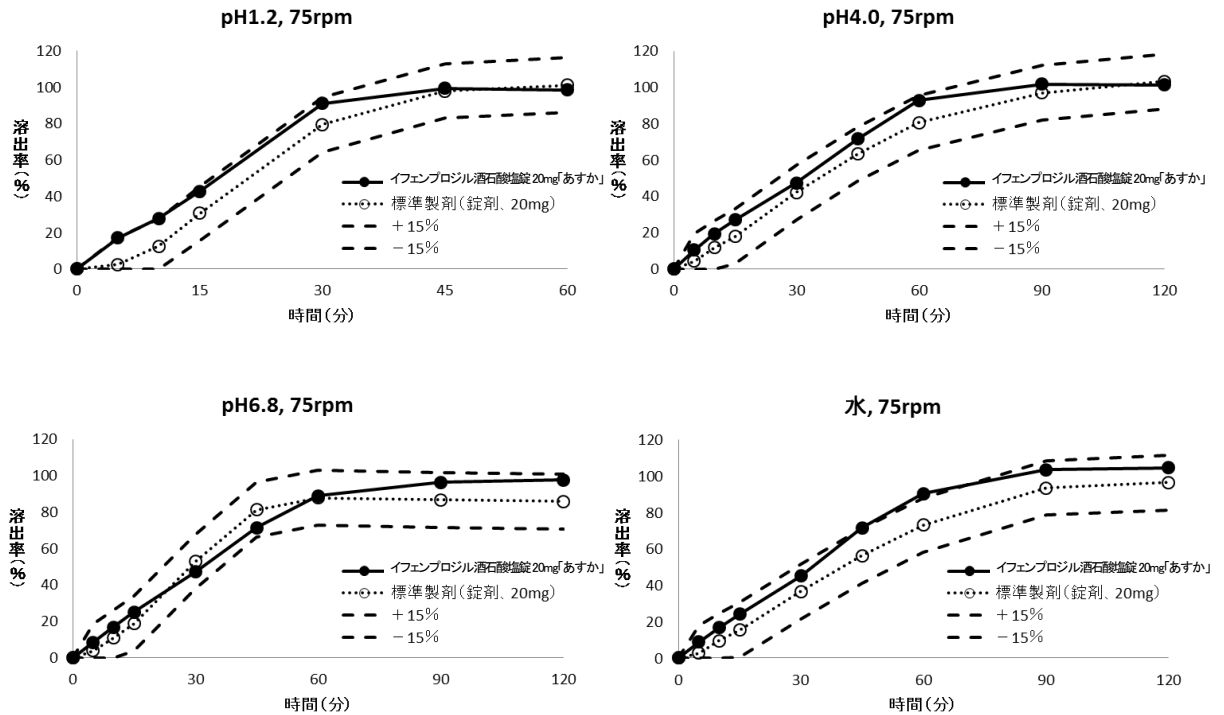 pH1.2, 75rpm
120
100
80
60
40
20
0
0 15 30 45 60
溶出率(%)
時間(分)
イフェンプロジル酒石酸塩錠20mg「あすか」
標準製剤(錠剤、20mg)
+15%
-15%
pH4.0, 75rpm
120
100
80
60
40
20
0
0 30 60 90 120
溶出率(%)
時間(分)
イフェンプロジル酒石酸塩錠20mg「あすか」
標準製剤(錠剤、20mg)
+15%
-15%
pH6.8, 75rpm
120
100
80
60
40
20
0
0 30 60 90 120
溶出率(%)
時間(分)
イフェンプロジル酒石酸塩錠20mg「あすか」
標準製剤(錠剤、20mg)
+15%
-15%
水, 75rpm
120
100
80
60
40
20
0
0 30 60 90 120
溶出率(%)
時間(分)
イフェンプロジル酒石酸塩錠20mg「あすか」
標準製剤(錠剤、20mg)
+15%
-15%